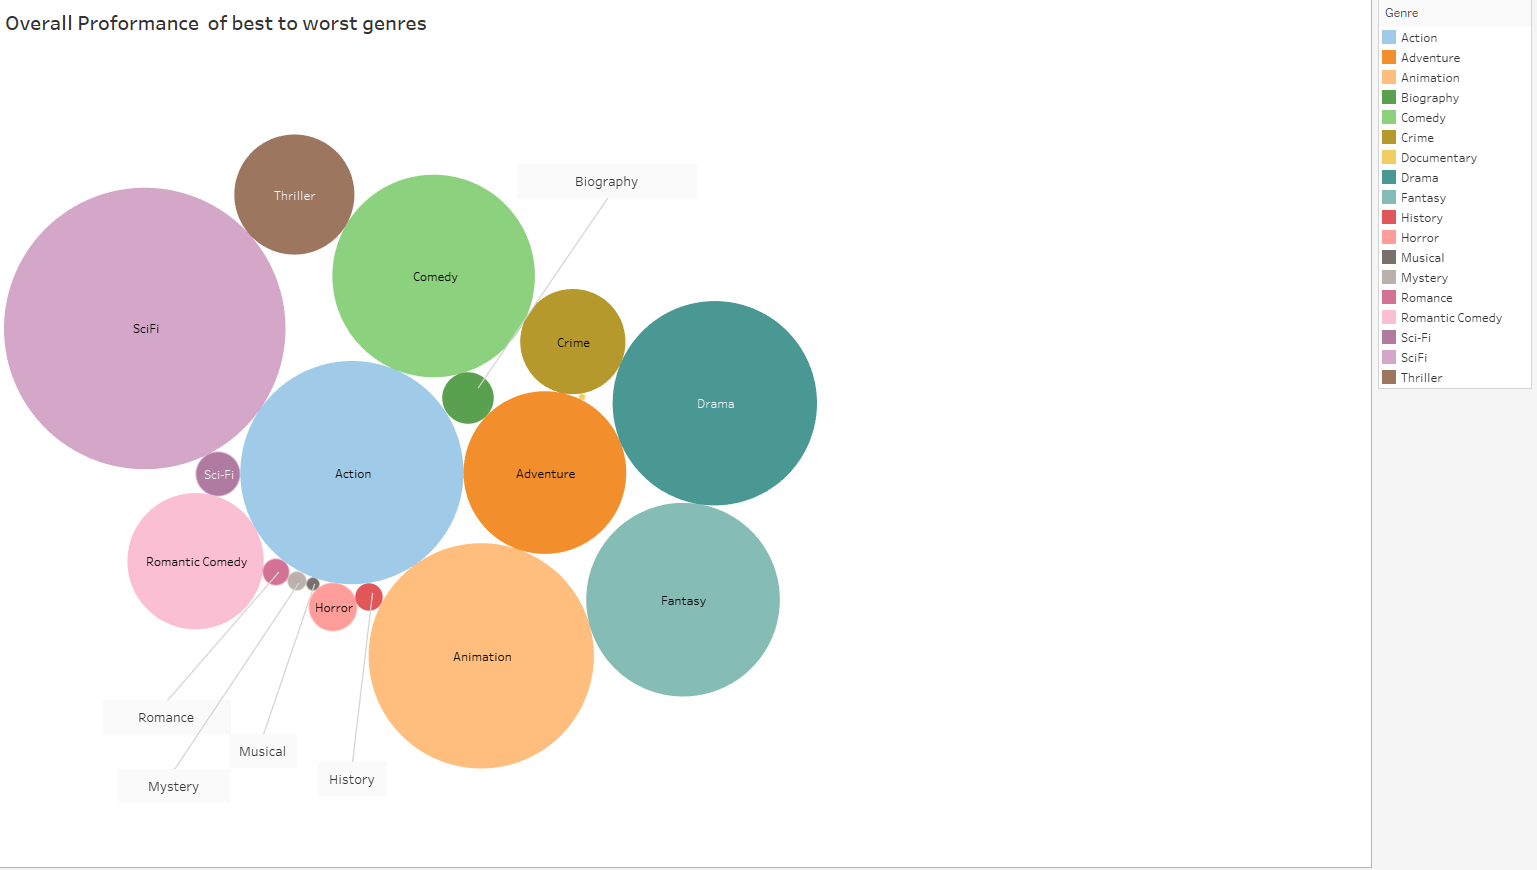 Overall Proformance of best to worst genres
Thriller
Biography
Comedy
SciFi
Crime
Drama
Sci-Fi
Action
Adventure
Romantic Comedy
Horror
Fantasy
Animation
Romance
Musical
History
Mystery
Genre
Action
Adventure
Animation
Biography
Comedy
Crime
Documentary
Drama
Fantasy
History
Horror
Musical
Mystery
Romance
Romantic Comedy
Sci-Fi
SciFi
Thriller